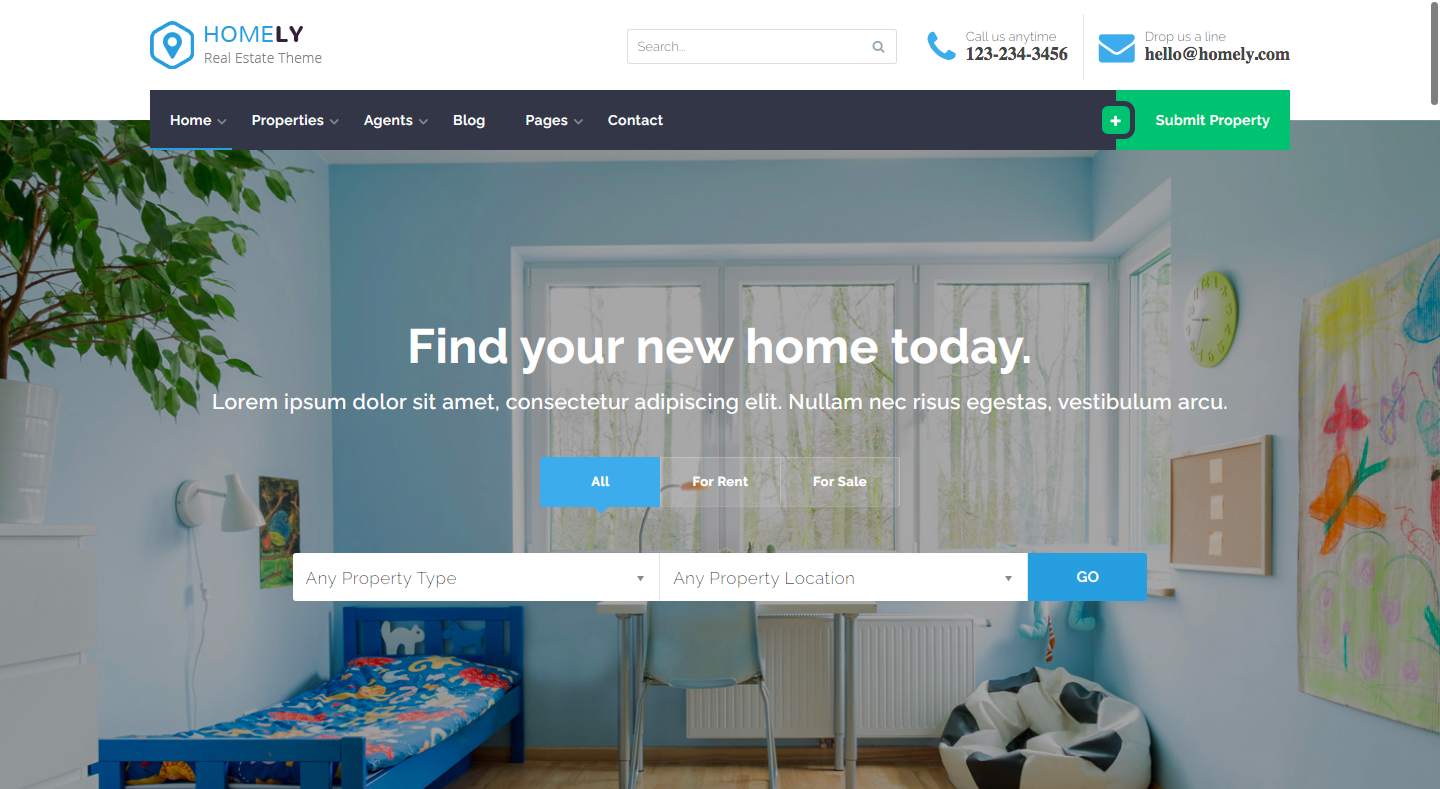 HOMELY
Real Estate Theme
Search...
Call us anytime
123-234-3456
Drop us a line
hello@homely.com
Home
Properties
Agents
Blog
Pages
Contact
Submit Property
Find your new home today.
Lorem ipsum dolor sit amet, consectetur adipiscing elit. Nullam nec risus egestas, vestibulum arcu.
All
For Rent
For Sale
Any Property Type
Any Property Location
GO